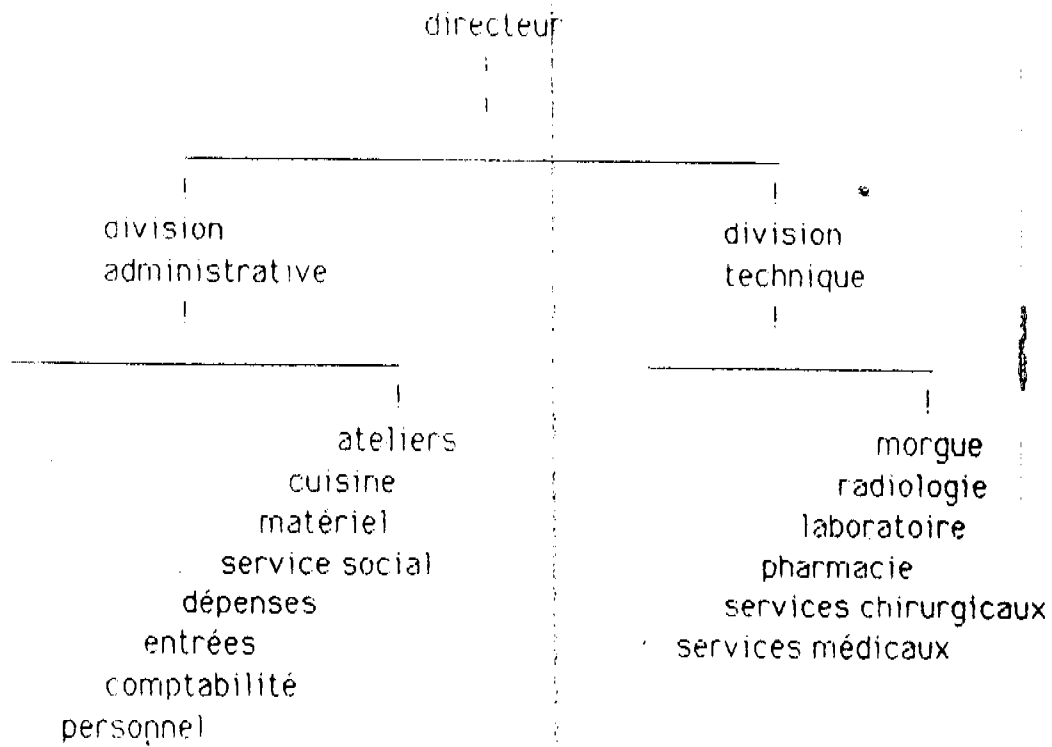 directeur
division
administrative
division
technique
ateliers
cuisine
matériel
service social
dépenses
entrées
comptabilité
personnel
morgue
radiologie
laboratoire
pharmacie
services chirurgicaux
services médicaux